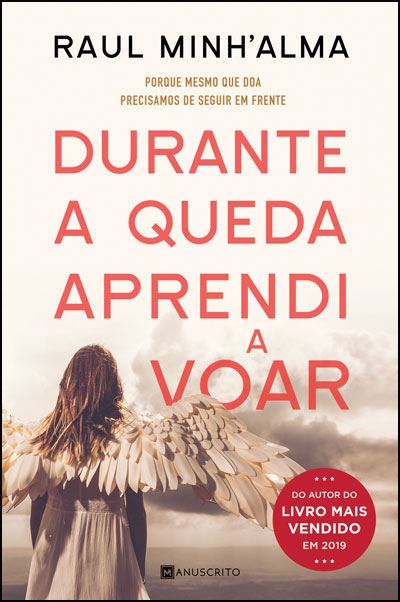 RAUL MINH'ALMA
PORQUE MESMO QUE DOA
PRECISAMOS DE SEGUIR EM FRENTE
DURANTE
A QUEDA
APRENDI
A
VOAR
DO AUTOR DO
LIVRO MAIS
VENDIDO
EM 2019
MANUSCRITO